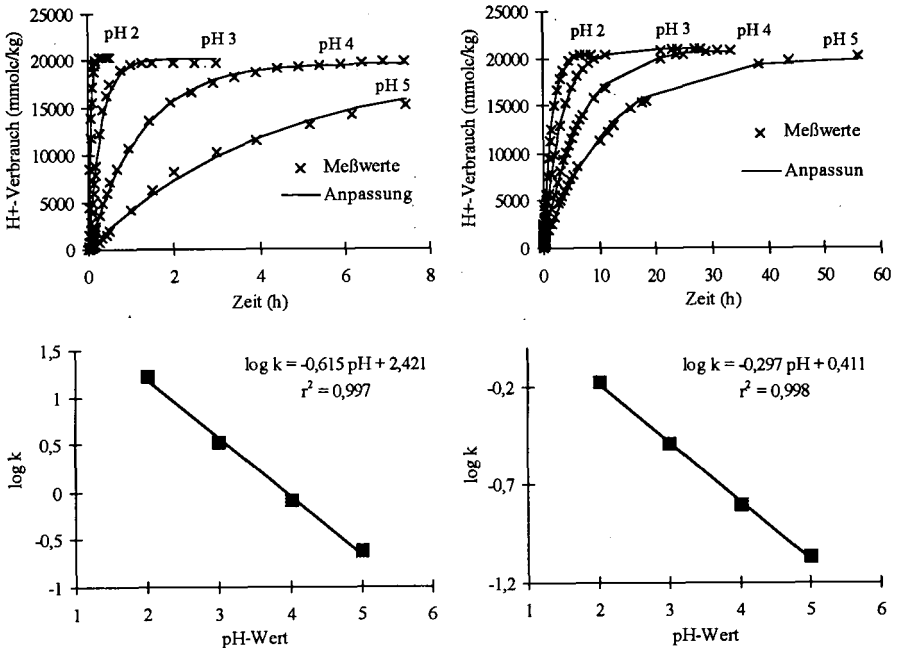 25000
20000
15000
10000
5000
0
H+-Verbrauch (mmolc/kg)
pH 2
pH 3
pH 4
pH 5
Meßwerte
Anpassung
0 2 4 6 8
Zeit (h)
25000
20000
15000
10000
5000
0
H+-Verbrauch (mmolc/kg)
pH 2
pH 3
pH 4
pH 5
Meßwerte
Anpassun
0 10 20 30 40 50 60
Zeit (h)
1,5
1
0,5
0
-0,5
-1
log k
log k = -0,615 pH + 2,421
r² = 0,997
1 2 3 4 5 6
pH-Wert
-0,2
-0,7
-1,2
log k
log k = -0,297 pH + 0,411
r² = 0,998
1 2 3 4 5 6
pH-Wert